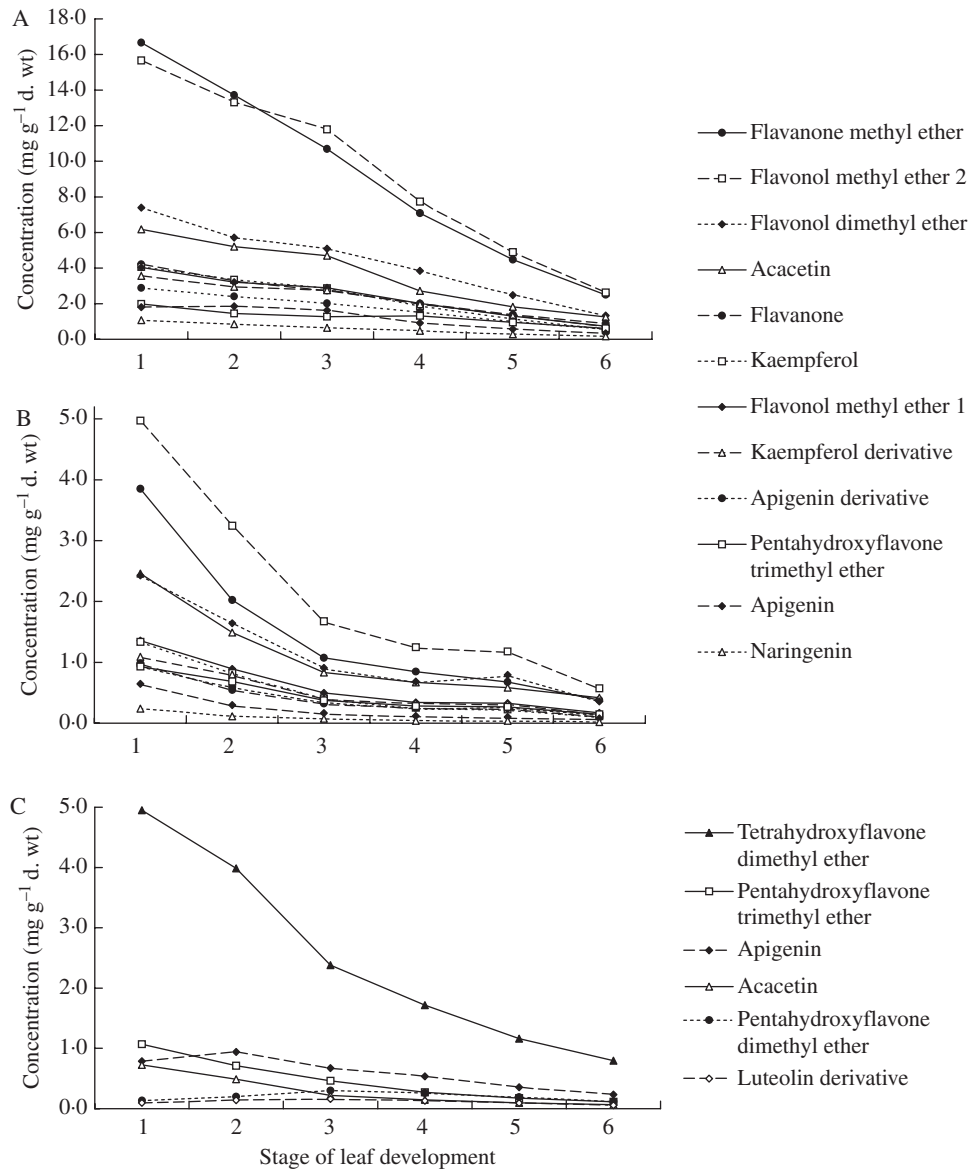 A
18·0
16·0
14·0
12·0
10·0
8·0
6·0
4·0
2·0
0·0
Concentration (mg g⁻¹ d. wt)
1 2 3 4 5 6
B
5·0
4·0
3·0
2·0
1·0
0·0
Concentration (mg g⁻¹ d. wt)
1 2 3 4 5 6
Flavanone methyl ether
Flavonol methyl ether 2
Flavonol dimethyl ether
Acacetin
Flavanone
Kaempferol
Flavonol methyl ether 1
Kaempferol derivative
Apigenin derivative
Pentahydroxyflavone
trimethyl ether
Apigenin
Naringenin
C
5·0
4·0
3·0
2·0
1·0
0·0
Concentration (mg g⁻¹ d. wt)
1 2 3 4 5 6
Stage of leaf development
Tetrahydroxyflavone
dimethyl ether
Pentahydroxyflavone
trimethyl ether
Apigenin
Acacetin
Pentahydroxyflavone
dimethyl ether
Luteolin derivative